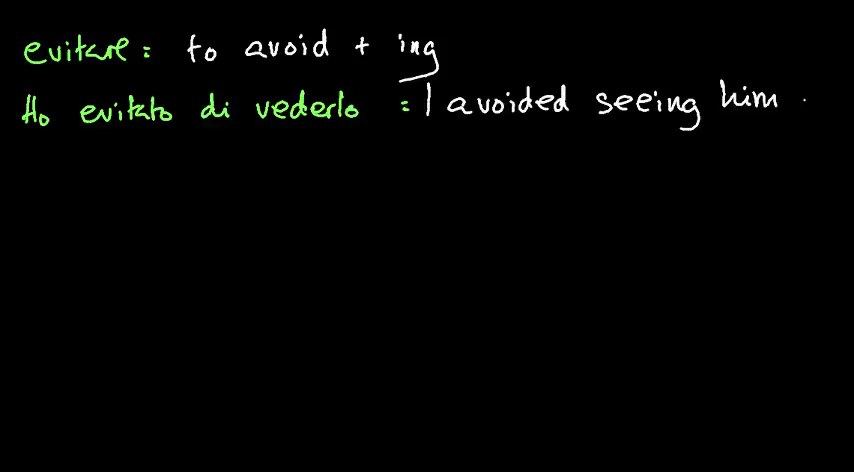 evitare = to avoid + ing
Ho evitato di vederlo = I avoided seeing him.